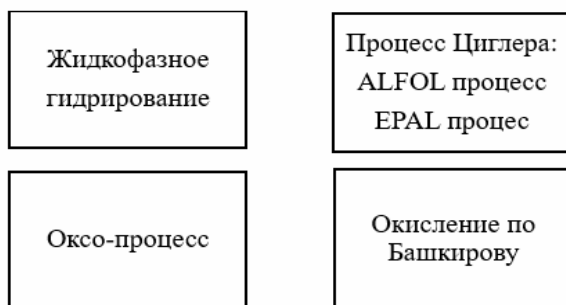 Жидкофазное
гидрирование
Процесс Циглера:
ALFOL процесс
EPAL процес
Оксо-процесс
Окисление по
Башкирову